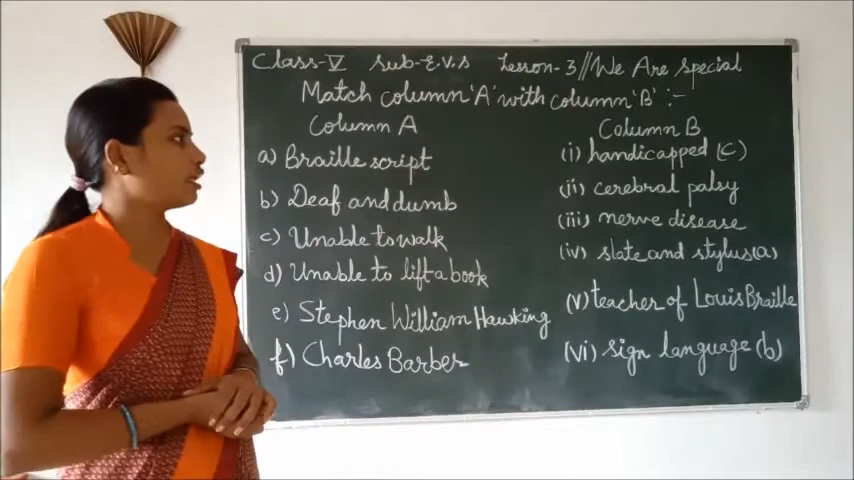 Class-V Sub-E.V.S Lesson-3//We Are Special
Match column 'A' with column 'B' :-
Column A
Column B
a) Braille script
(i) handicapped (c)
b) Deaf and dumb
(ii) cerebral palsy
c) Unable to walk
(iii) nerve disease
d) Unable to lift a book
(iv) slate and stylus (a)
e) Stephen William Hawking
(v) teacher of Louis Braille
f) Charles Barber
(vi) sign language (b)